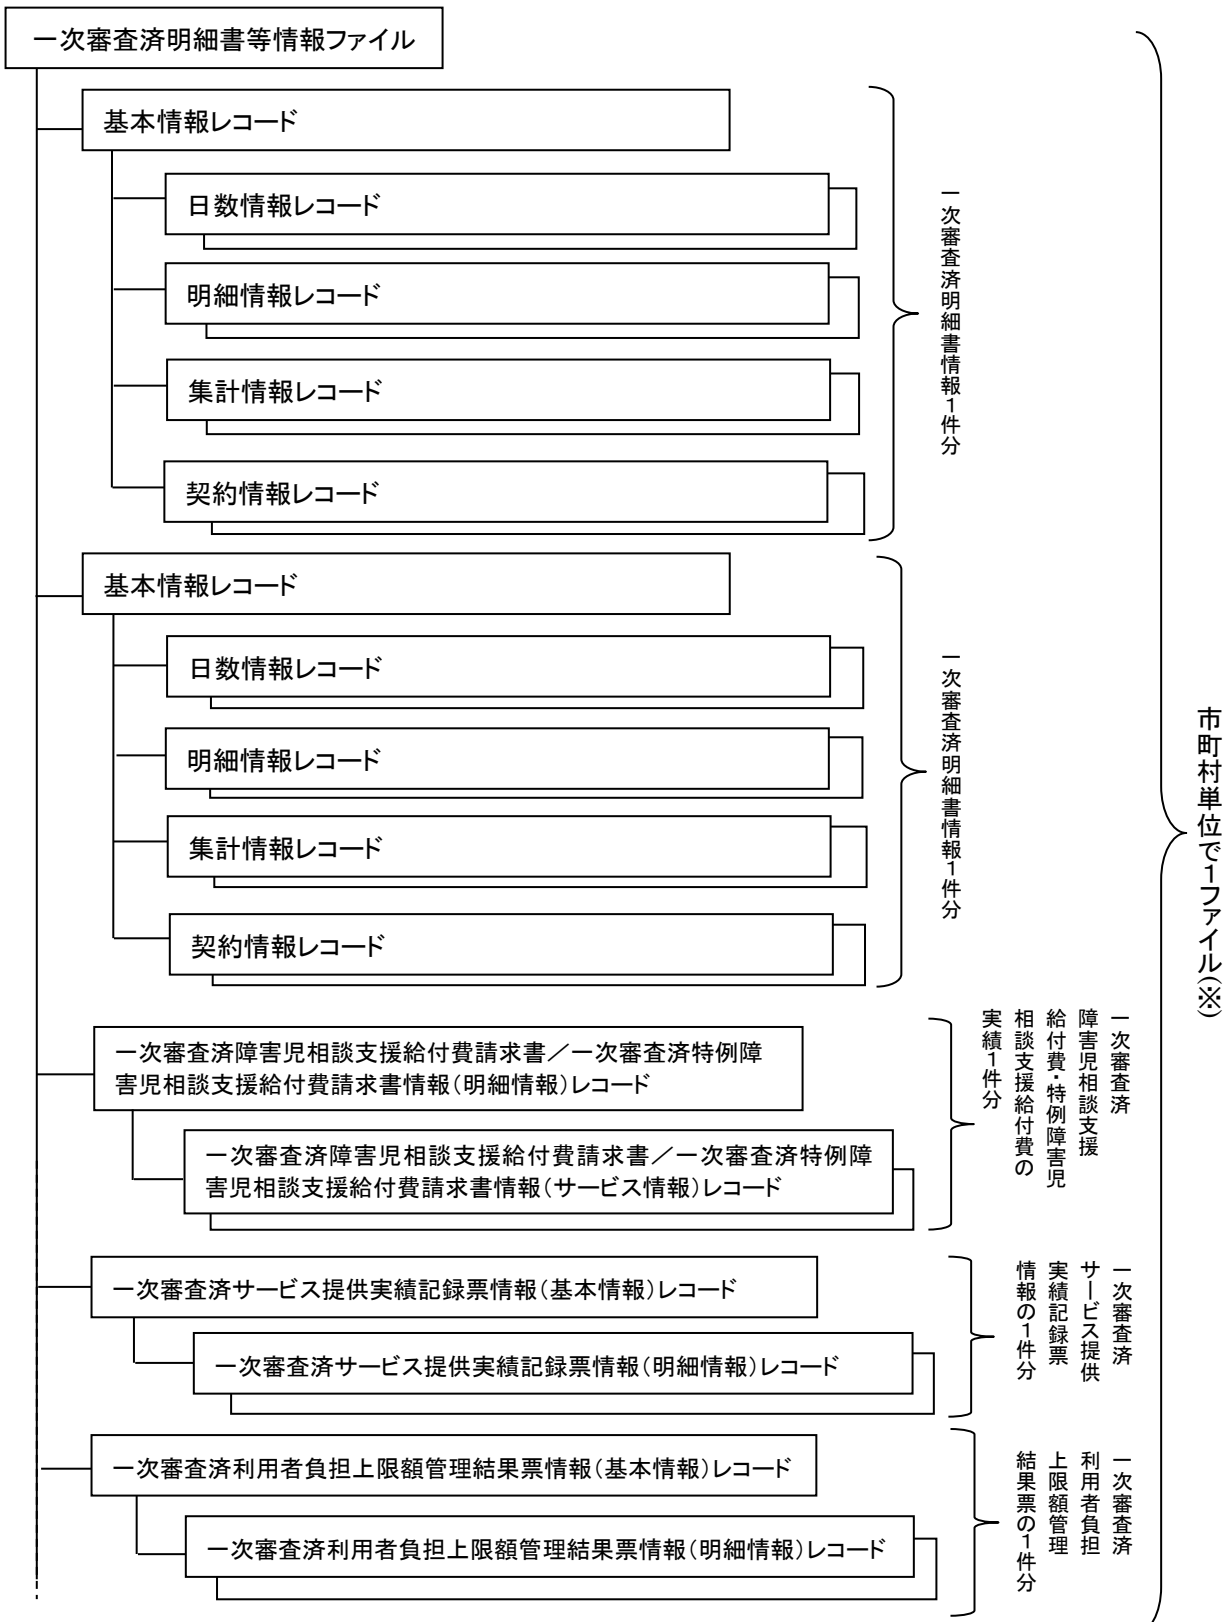 一次審査済明細書等情報ファイル
基本情報レコード
日数情報レコード
明細情報レコード
集計情報レコード
契約情報レコード
一次審査済明細書情報1件分
基本情報レコード
日数情報レコード
明細情報レコード
集計情報レコード
契約情報レコード
一次審査済明細書情報1件分
一次審査済障害児相談支援給付費請求書／一次審査済特例障
害児相談支援給付費請求書情報（明細情報）レコード
一次審査済障害児相談支援給付費請求書／一次審査済特例障
害児相談支援給付費請求書情報（サービス情報）レコード
一次審査済
障害児相談支援
給付費・特例障害児
相談支援給付費の
実績1件分
一次審査済サービス提供実績記録票情報（基本情報）レコード
一次審査済サービス提供実績記録票情報（明細情報）レコード
一次審査済
サービス提供
実績記録票
情報の1件分
一次審査済利用者負担上限額管理結果票情報（基本情報）レコード
一次審査済利用者負担上限額管理結果票情報（明細情報）レコード
一次審査済
利用者負担
上限額管理
結果票の1件分
市町村単位で1ファイル（※）